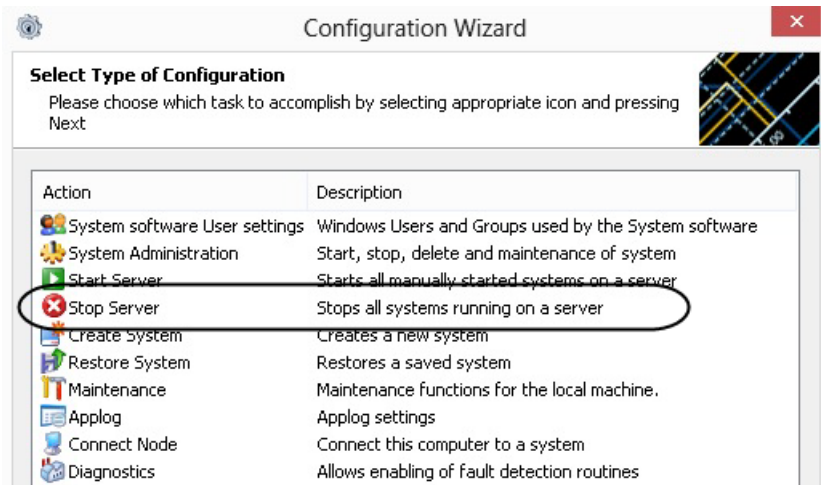 Configuration Wizard
Select Type of Configuration
Please choose which task to accomplish by selecting appropriate icon and pressing
Next
Action Description
System software User settings Windows Users and Groups used by the System software
System Administration Start, stop, delete and maintenance of system
Start Server Starts all manually started systems on a server
Stop Server Stops all systems running on a server
Create System Creates a new system
Restore System Restores a saved system
Maintenance Maintenance functions for the local machine.
Applog Applog settings
Connect Node Connect this computer to a system
Diagnostics Allows enabling of fault detection routines